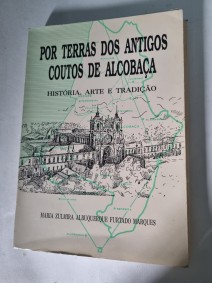 POR TERRAS DOS ANTIGOS
COUTOS DE ALCOBAÇA
HISTÓRIA, ARTE E TRADIÇÃO
MARIA ZULMIRA ALBUQUERQUE FURTADO MARQUES